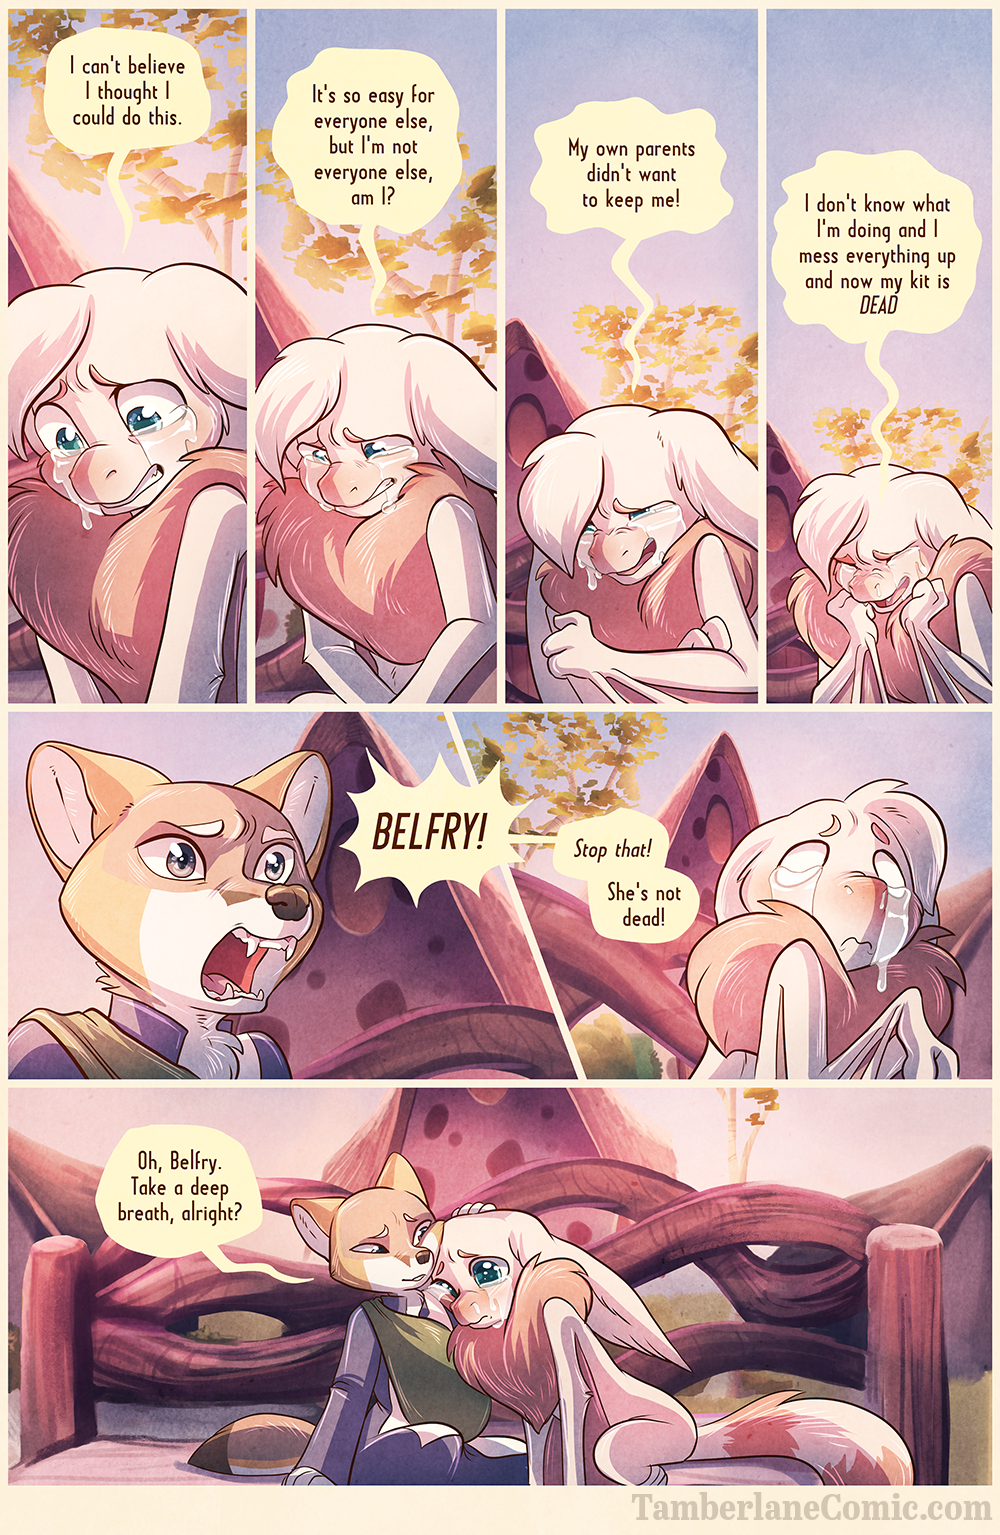 I can't believe
I thought I
could do this.
It's so easy for
everyone else,
but I'm not
everyone else,
am I?
My own parents
didn't want
to keep me!
I don't know what
I'm doing and I
mess everything up
and now my kit is
DEAD
BELFRY!
Stop that!
She's not
dead!
Oh, Belfry.
Take a deep
breath, alright?
TamberlaneComic.com